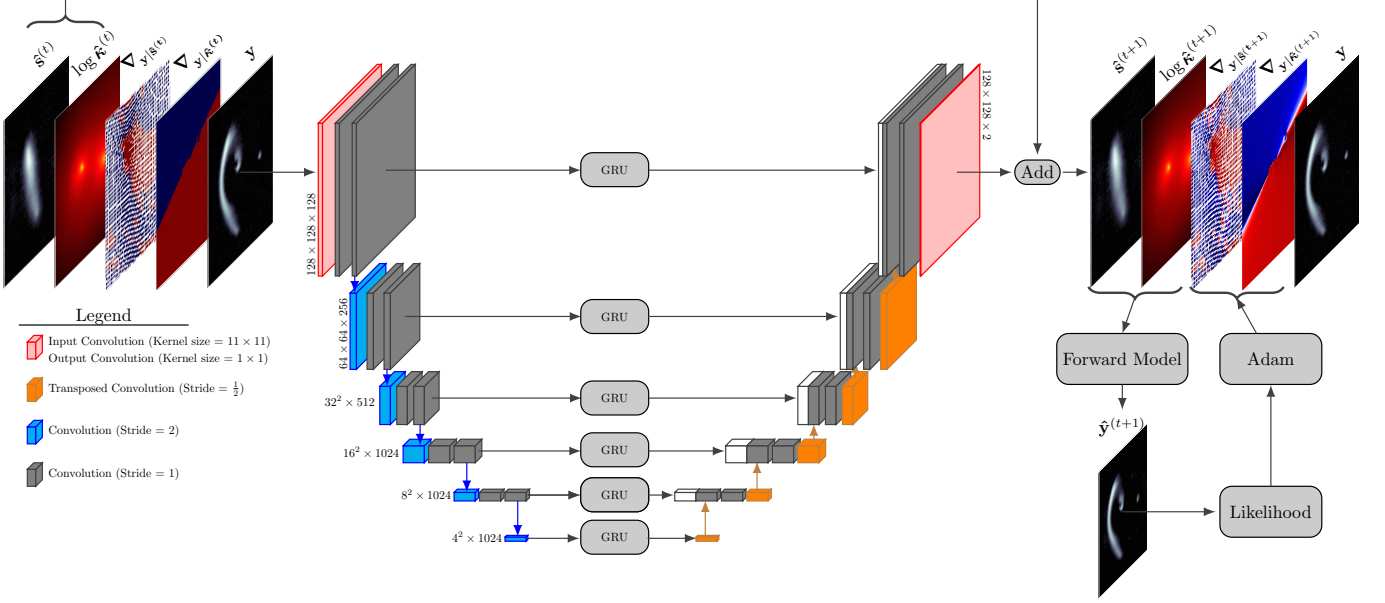 ŝ⁽ᵗ⁾
log κ̂⁽ᵗ⁾
∇ y|ŝ⁽ᵗ⁾
∇ y|κ̂⁽ᵗ⁾
y
128 × 128 × 128
64 × 64 × 256
32² × 512
16² × 1024
8² × 1024
4² × 1024
GRU
GRU
GRU
GRU
GRU
GRU
128 × 128 × 2
Add
ŝ⁽ᵗ⁺¹⁾
log κ̂⁽ᵗ⁺¹⁾
∇ y|ŝ⁽ᵗ⁺¹⁾
∇ y|κ̂⁽ᵗ⁺¹⁾
y
Forward Model
Adam
ŷ⁽ᵗ⁺¹⁾
Likelihood
Legend
Input Convolution (Kernel size = 11 × 11)
Output Convolution (Kernel size = 1 × 1)
Transposed Convolution (Stride = ½)
Convolution (Stride = 2)
Convolution (Stride = 1)